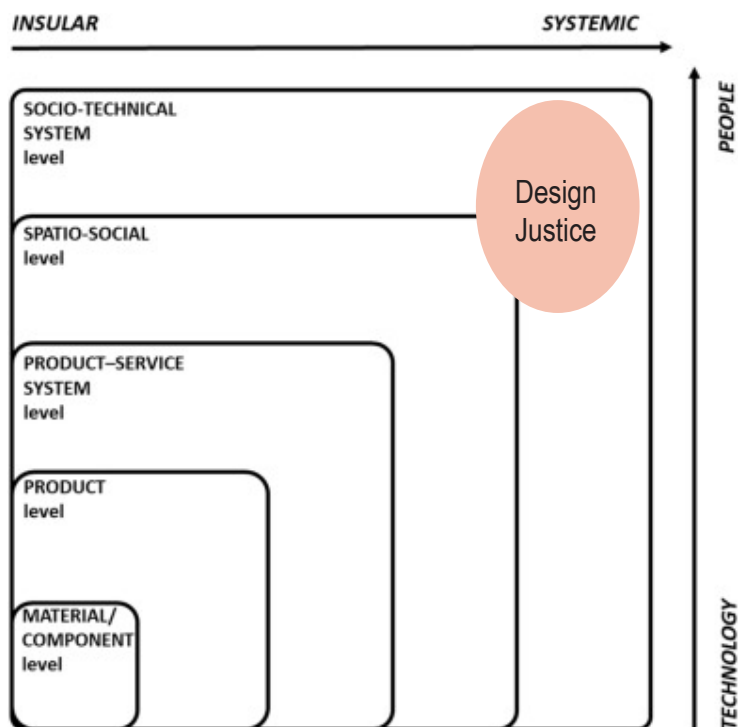 INSULAR
SYSTEMIC
SOCIO-TECHNICAL
SYSTEM
level
Design
Justice
PEOPLE
SPATIO-SOCIAL
level
PRODUCT–SERVICE
SYSTEM
level
PRODUCT
level
MATERIAL/
COMPONENT
level
TECHNOLOGY